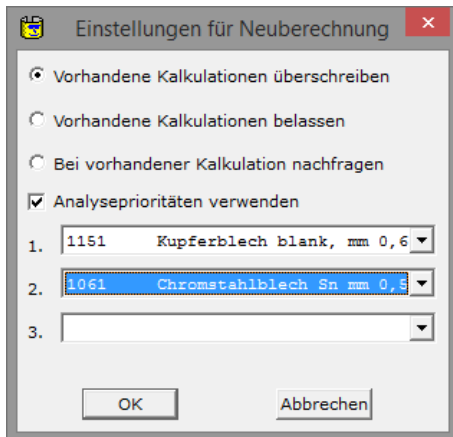 Einstellungen für Neuberechnung
Vorhandene Kalkulationen überschreiben
Vorhandene Kalkulationen belassen
Bei vorhandener Kalkulation nachfragen
Analyseprioritäten verwenden
1. 1151 Kupferblech blank, mm 0,6
2. 1061 Chromstahlblech Sn mm 0,5
3.
OK Abbrechen